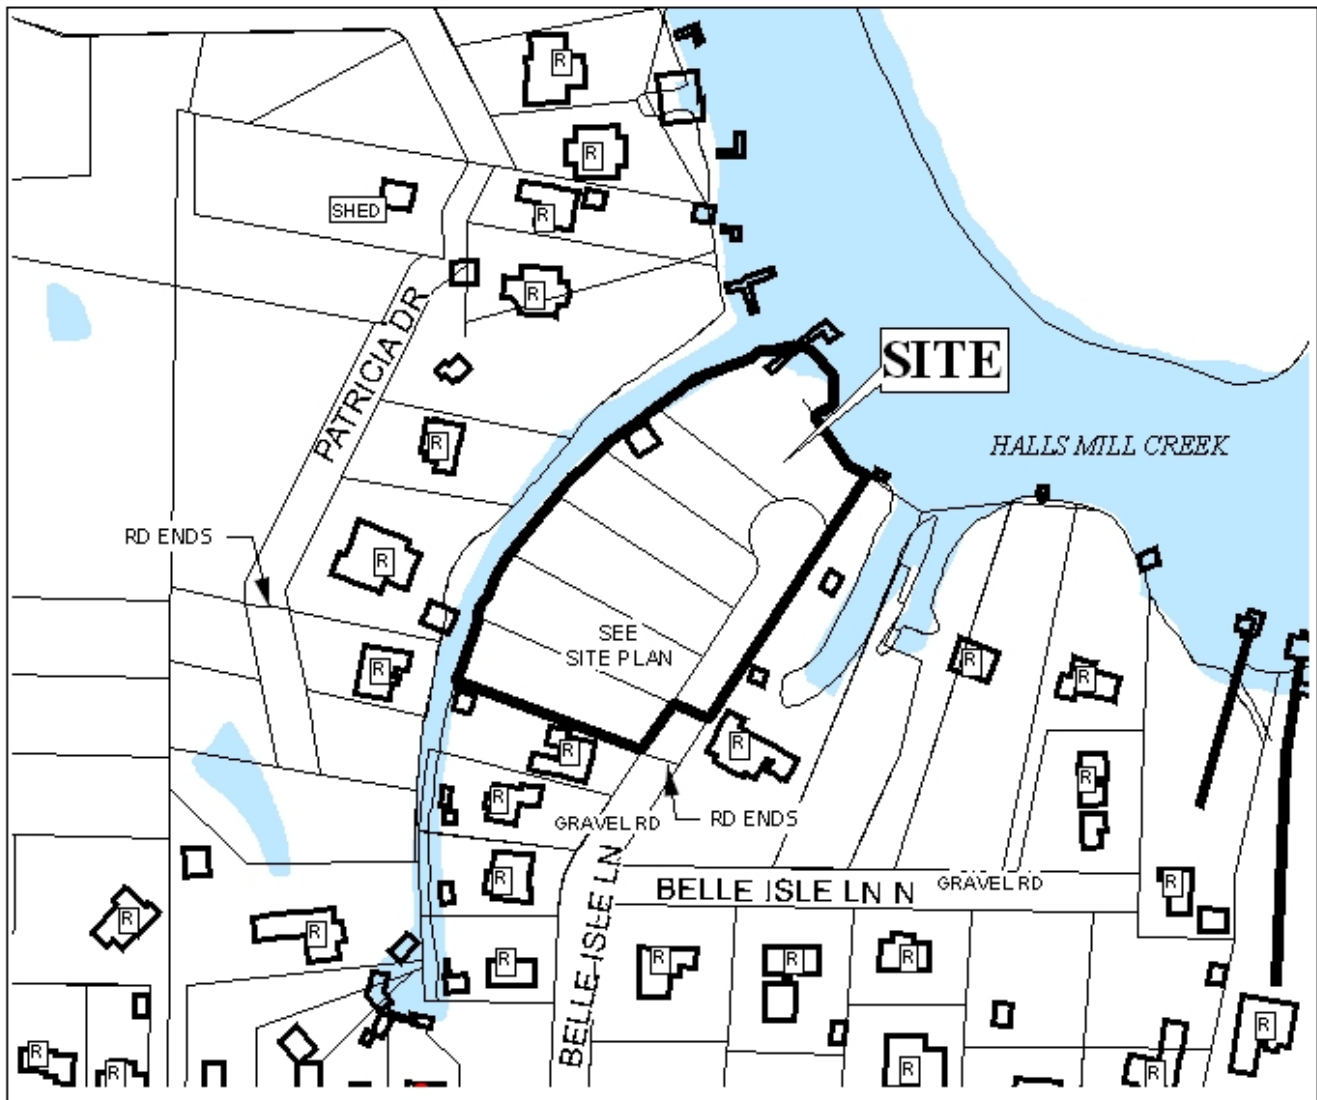 R
R
SHED
R
R
PATRICIA DR
SITE
HALLS MILL CREEK
R
RD ENDS
R
SEE
SITE PLAN
R
R
R
R
R
R
R
GRAVEL RD
RD ENDS
R
BELLE ISLE LN
BELLE ISLE LN N
GRAVEL RD
R
R
R
R
R
R
R
R
R
R
R
R